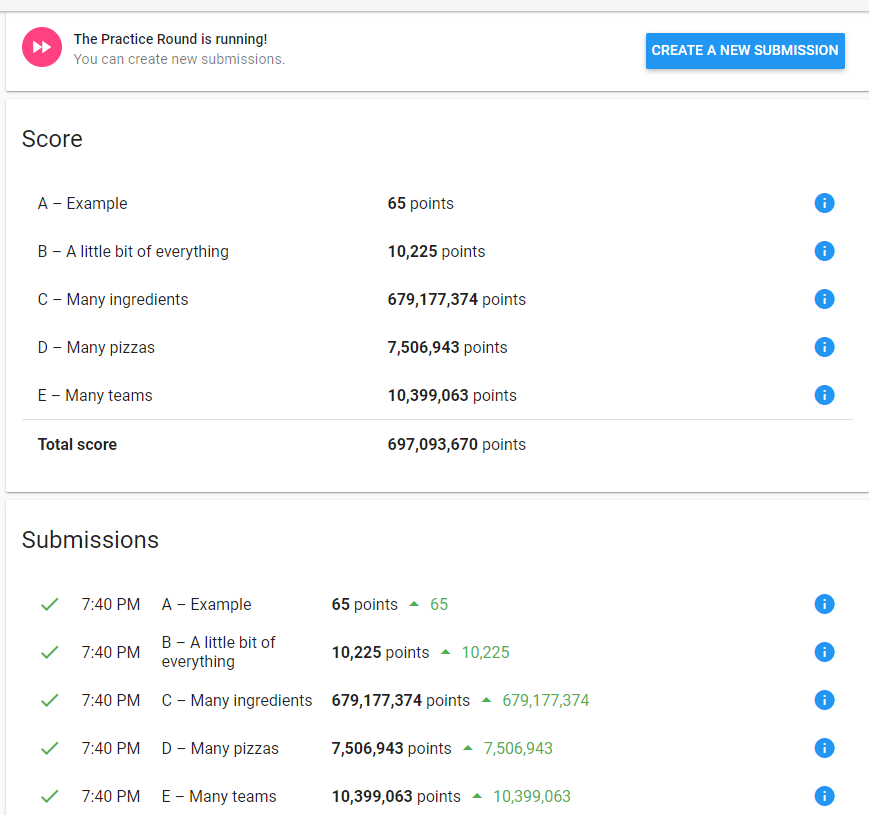 The Practice Round is running!
You can create new submissions.
CREATE A NEW SUBMISSION
Score
A – Example 65 points
B – A little bit of everything 10,225 points
C – Many ingredients 679,177,374 points
D – Many pizzas 7,506,943 points
E – Many teams 10,399,063 points
Total score 697,093,670 points
Submissions
7:40 PM A – Example 65 points 65
7:40 PM B – A little bit of
everything 10,225 points 10,225
7:40 PM C – Many ingredients 679,177,374 points 679,177,374
7:40 PM D – Many pizzas 7,506,943 points 7,506,943
7:40 PM E – Many teams 10,399,063 points 10,399,063